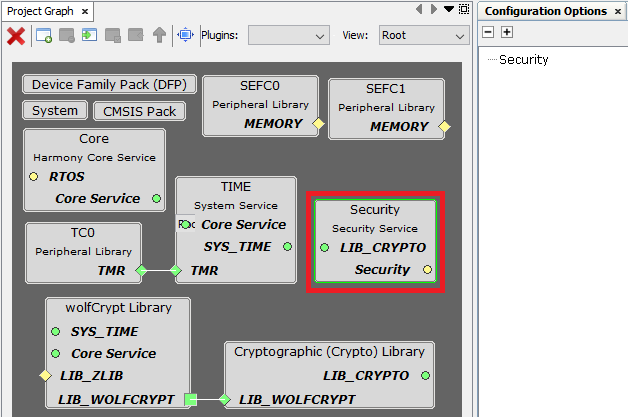 Project Graph
Configuration Options
Plugins:
View: Root
Security
Device Family Pack (DFP)
System
CMSIS Pack
SEFC0
Peripheral Library
MEMORY
SEFC1
Peripheral Library
MEMORY
Core
Harmony Core Service
RTOS
Core Service
TIME
System Service
Core Service
SYS_TIME
TMR
TC0
Peripheral Library
TMR
Security
Security Service
LIB_CRYPTO
Security
wolfCrypt Library
SYS_TIME
Core Service
LIB_ZLIB
LIB_WOLFCRYPT
Cryptographic (Crypto) Library
LIB_CRYPTO
LIB_WOLFCRYPT